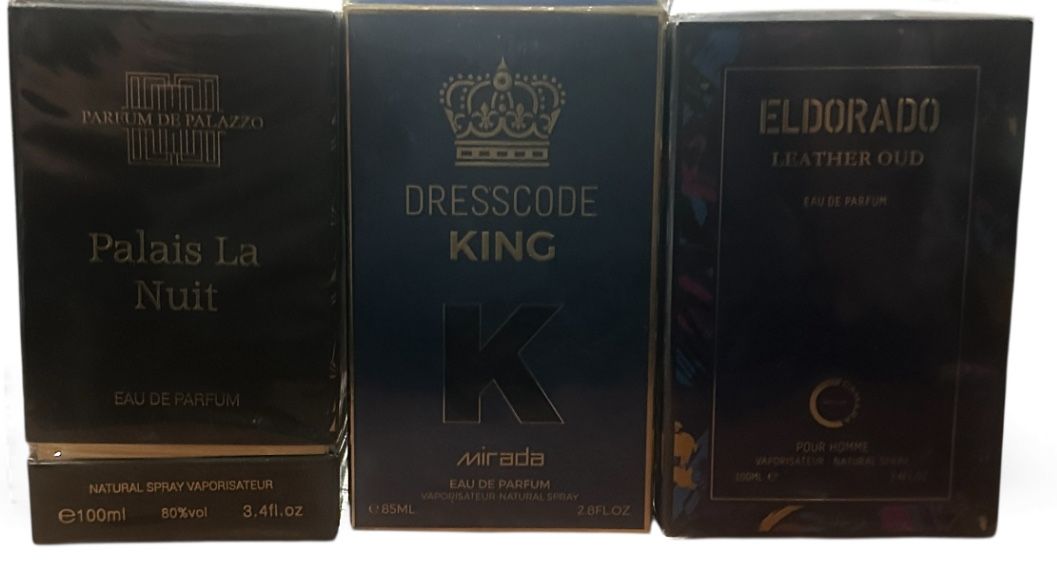 PARFUM DE PALAZZO
Palais La
Nuit
EAU DE PARFUM
NATURAL SPRAY VAPORISATEUR
e100ml 80%vol 3.4fl.oz
DRESSCODE
KING
K
mirada
EAU DE PARFUM
VAPORISATEUR NATURAL SPRAY
e85ML 2.8FL.OZ
ELDORADO
LEATHER OUD
EAU DE PARFUM
POUR HOMME
VAPORISATEUR - NATURAL SPRAY
100ML e